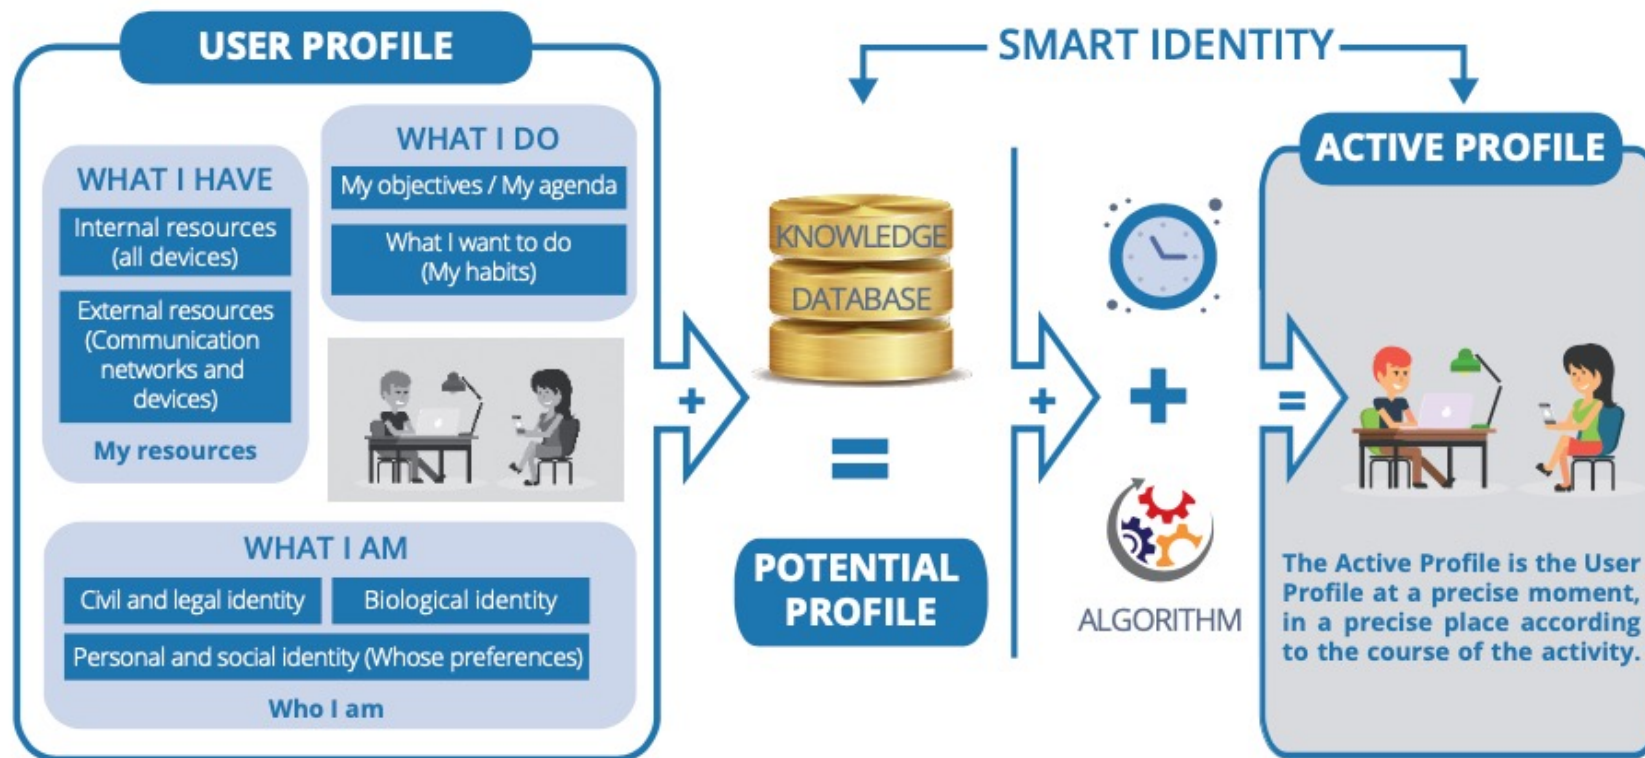 USER PROFILE
WHAT I HAVE
Internal resources
(all devices)
External resources
(Communication
networks and
devices)
My resources
WHAT I DO
My objectives / My agenda
What I want to do
(My habits)
WHAT I AM
Civil and legal identity
Biological identity
Personal and social identity (Whose preferences)
Who I am
+
SMART IDENTITY
KNOWLEDGE
DATABASE
=
POTENTIAL
PROFILE
+
+
ALGORITHM
=
ACTIVE PROFILE
The Active Profile is the User
Profile at a precise moment,
in a precise place according
to the course of the activity.